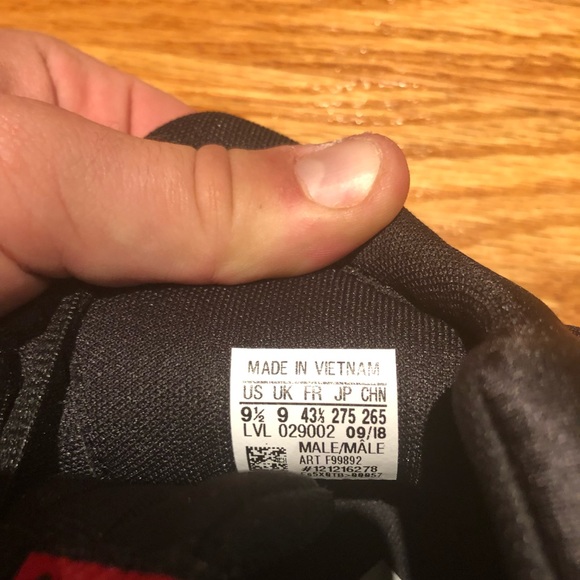 MADE IN VIETNAM
US UK FR JP CHN
9½ 9 43⅓ 275 265
LVL 029002 09/18
MALE/MÂLE
ART F99892
#121216278